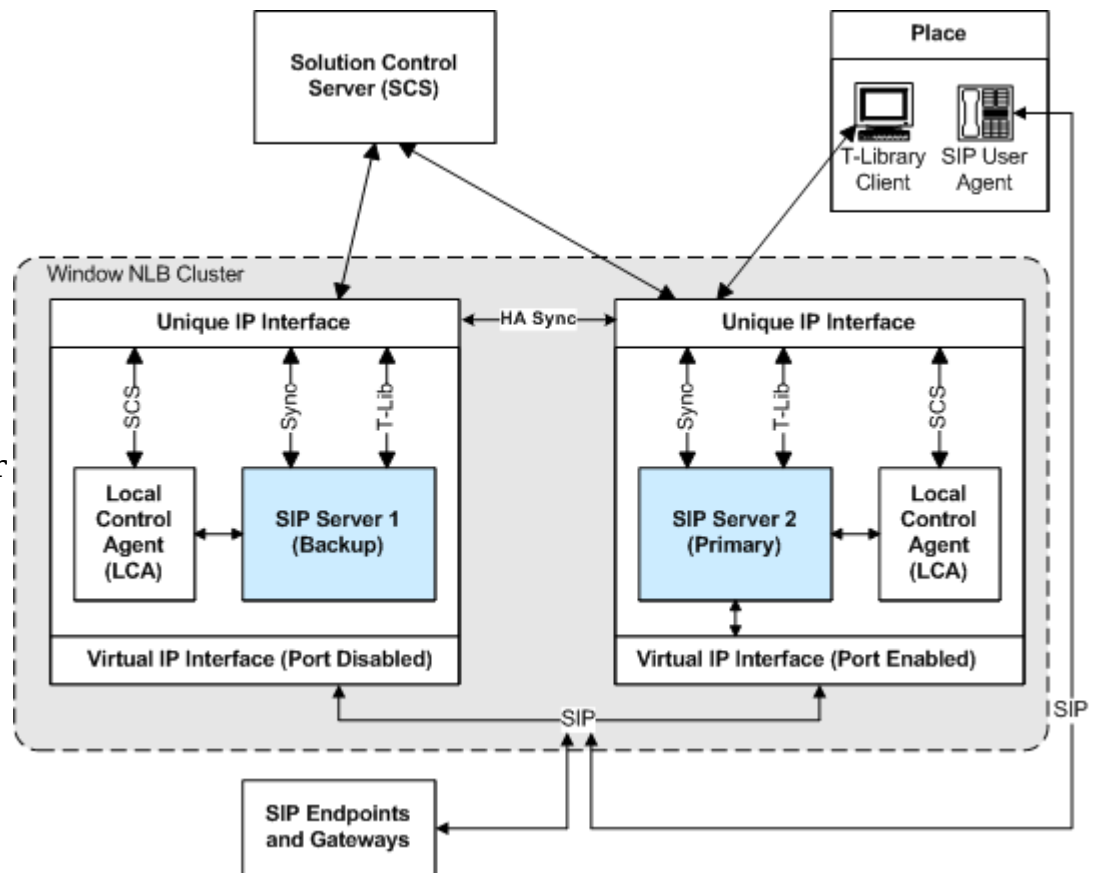 Solution Control
Server (SCS)
Place
T-Library
Client
SIP User
Agent
Window NLB Cluster
Unique IP Interface
HA Sync
Unique IP Interface
SCS
Sync
T-Lib
Sync
T-Lib
SCS
r
Local
Control
Agent
(LCA)
SIP Server 1
(Backup)
SIP Server 2
(Primary)
Local
Control
Agent
(LCA)
Virtual IP Interface (Port Disabled)
Virtual IP Interface (Port Enabled)
SIP
SIP
SIP Endpoints
and Gateways